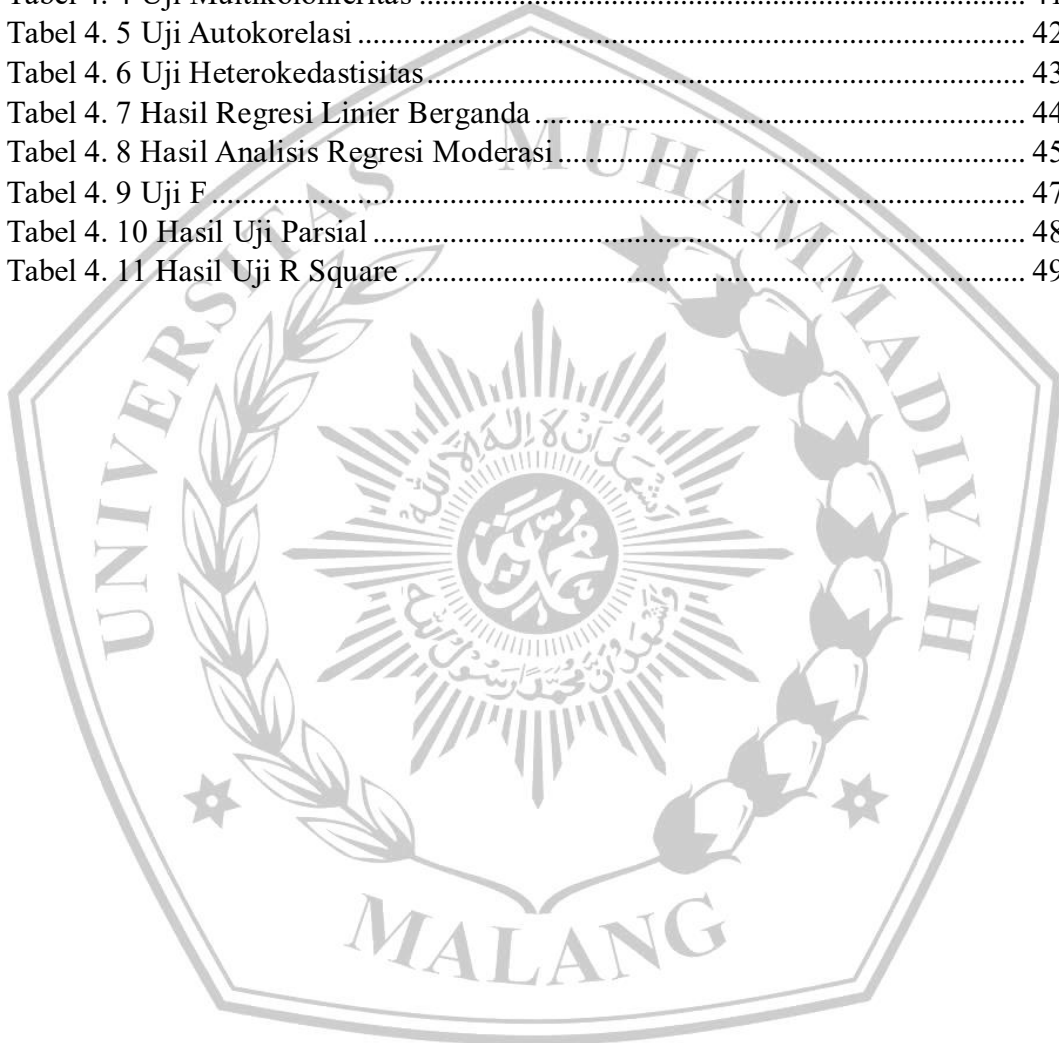 Tabel 4. 5 Uji Autokorelasi ........................................ 42
Tabel 4. 6 Uji Heterokedastisitas ........................................ 43
Tabel 4. 7 Hasil Regresi Linier Berganda ........................................ 44
Tabel 4. 8 Hasil Analisis Regresi Moderasi ........................................ 45
Tabel 4. 9 Uji F ........................................ 47
Tabel 4. 10 Hasil Uji Parsial ........................................ 48
Tabel 4. 11 Hasil Uji R Square ........................................ 49
UNIVERSITAS MUHAMMADIYAH
MALANG